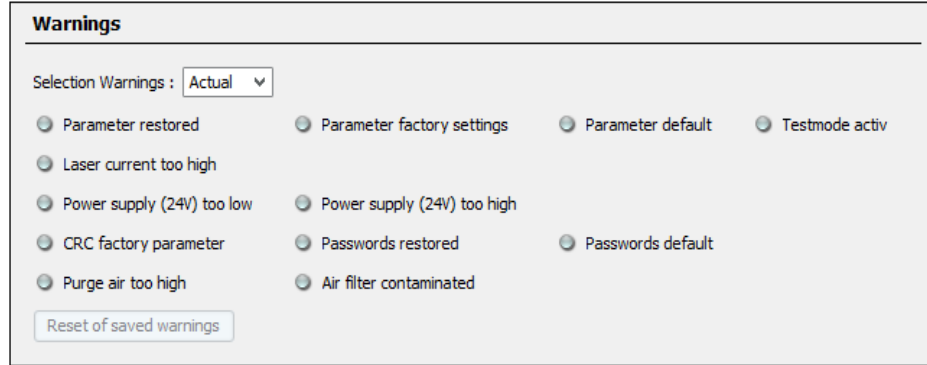 Warnings
Selection Warnings : Actual
Parameter restored Parameter factory settings Parameter default Testmode activ
Laser current too high
Power supply (24V) too low Power supply (24V) too high
CRC factory parameter Passwords restored Passwords default
Purge air too high Air filter contaminated
Reset of saved warnings